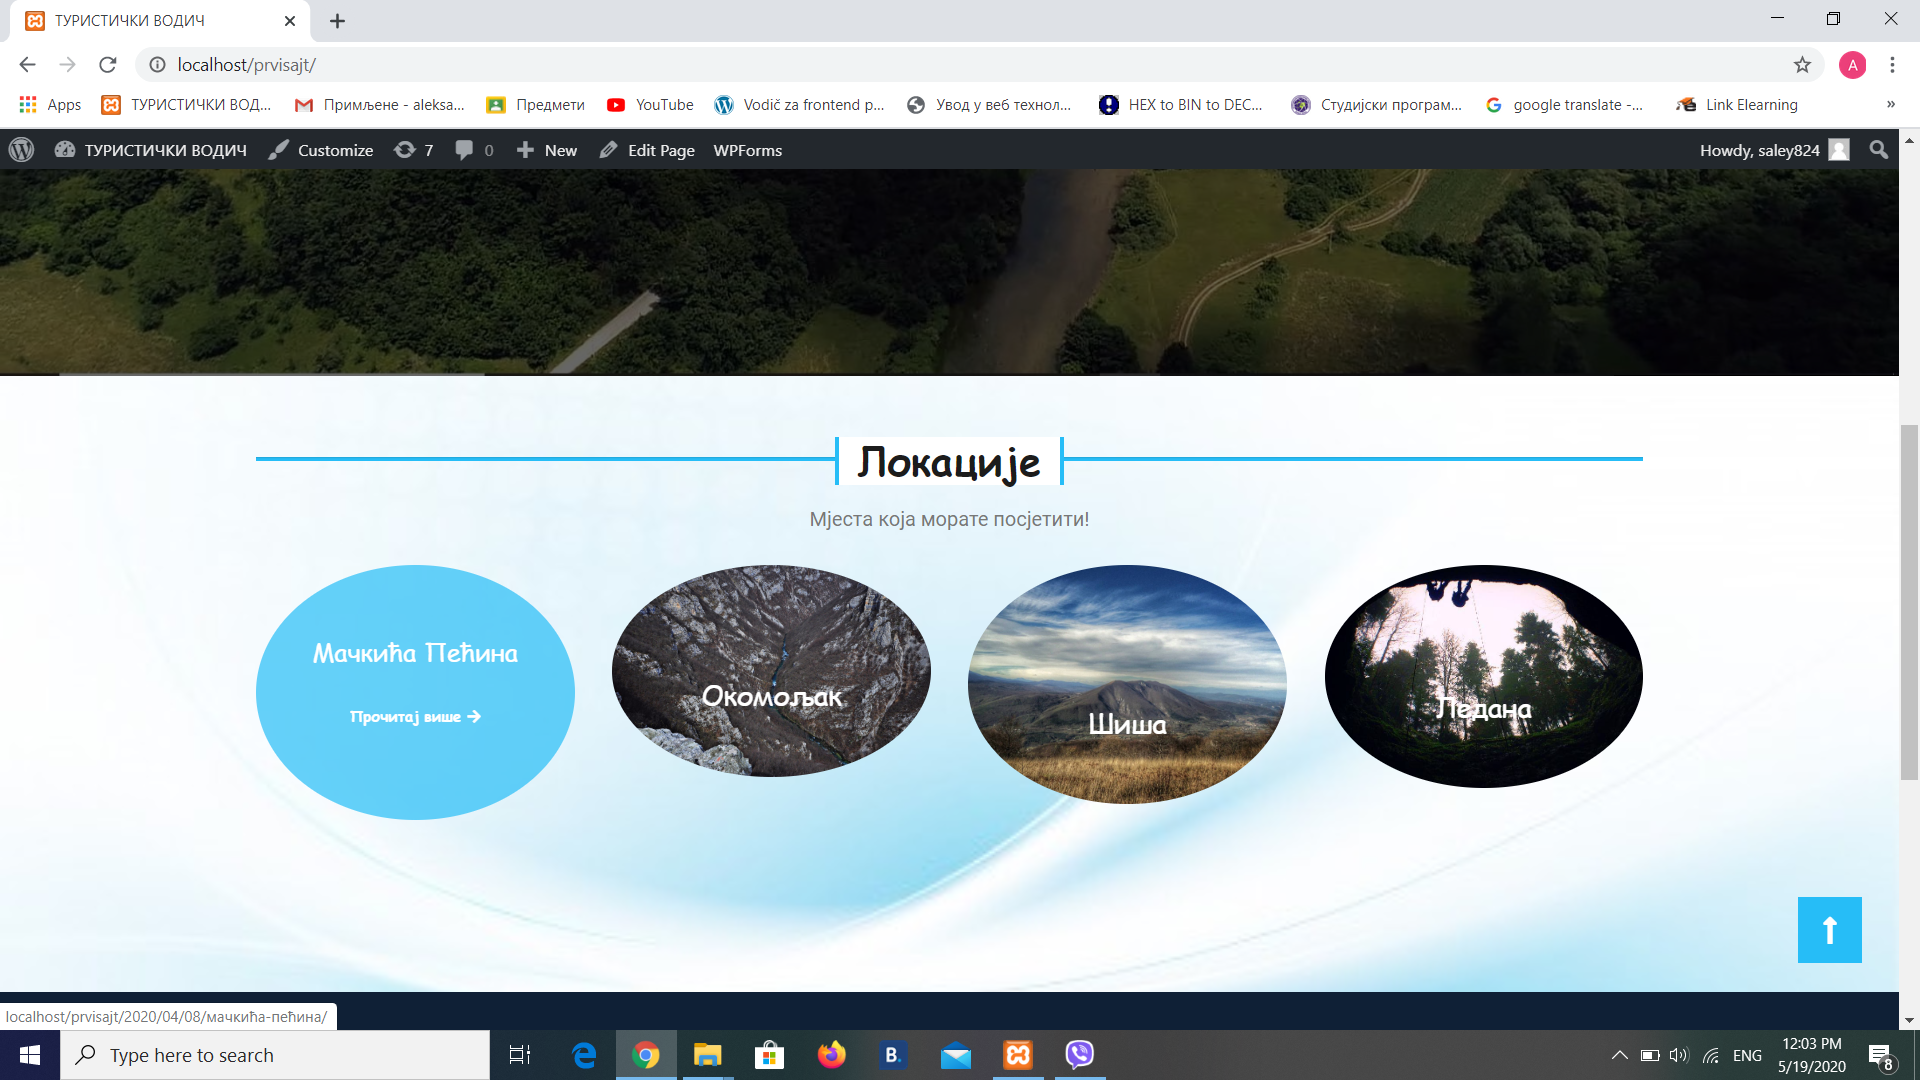 ТУРИСТИЧКИ ВОДИЧ
localhost/prvisajt/
A
Apps
ТУРИСТИЧКИ ВОД...
Примљене - aleksa...
Предмети
YouTube
Vodič za frontend p...
Увод у веб технол...
HEX to BIN to DEC...
Студијски програм...
google translate -...
Link Elearning
»
ТУРИСТИЧКИ ВОДИЧ
Customize
7
0
New
Edit Page
WPForms
Howdy, saley824
Локације
Мјеста која морате посјетити!
Мачкића Пећина
Прочитај више →
Окомољак
Шиша
Ледана
localhost/prvisajt/2020/04/08/мачкића-пећина/
Type here to search
B.
ENG
12:03 PM
5/19/2020
8